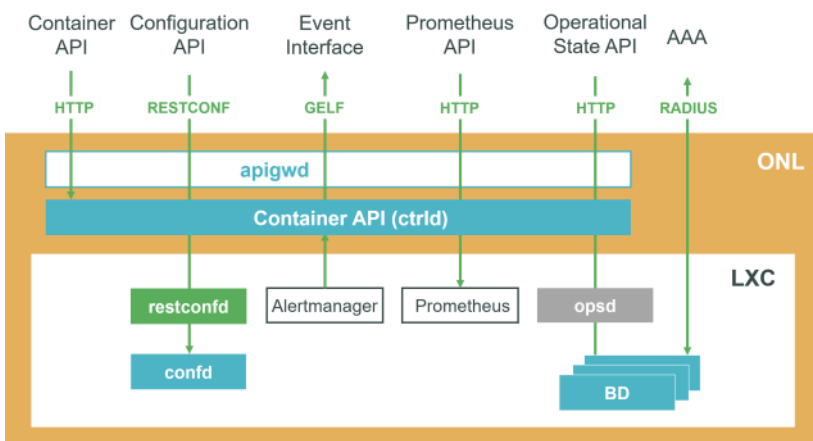 Container
API
Configuration
API
Event
Interface
Prometheus
API
Operational
State API
AAA
HTTP
RESTCONF
GELF
HTTP
HTTP
RADIUS
apigwd
ONL
Container API (ctrld)
LXC
restconfd
Alertmanager
Prometheus
opsd
confd
BD